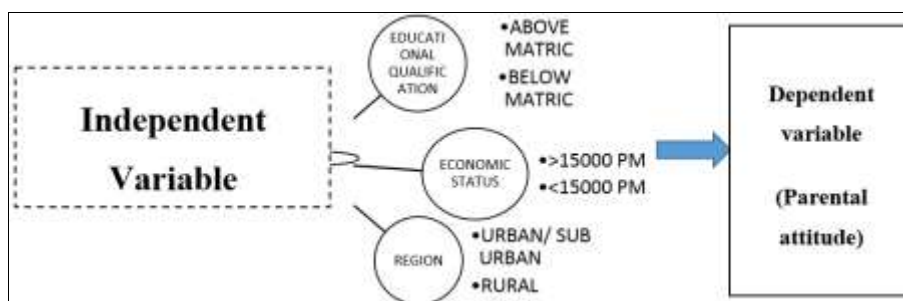 Independent
Variable
EDUCATI
ONAL
QUALIFIC
ATION
•ABOVE
MATRIC
•BELOW
MATRIC
ECONOMIC
STATUS
•>15000 PM
•<15000 PM
REGION
•URBAN/ SUB
URBAN
•RURAL
Dependent
variable
(Parental
attitude)